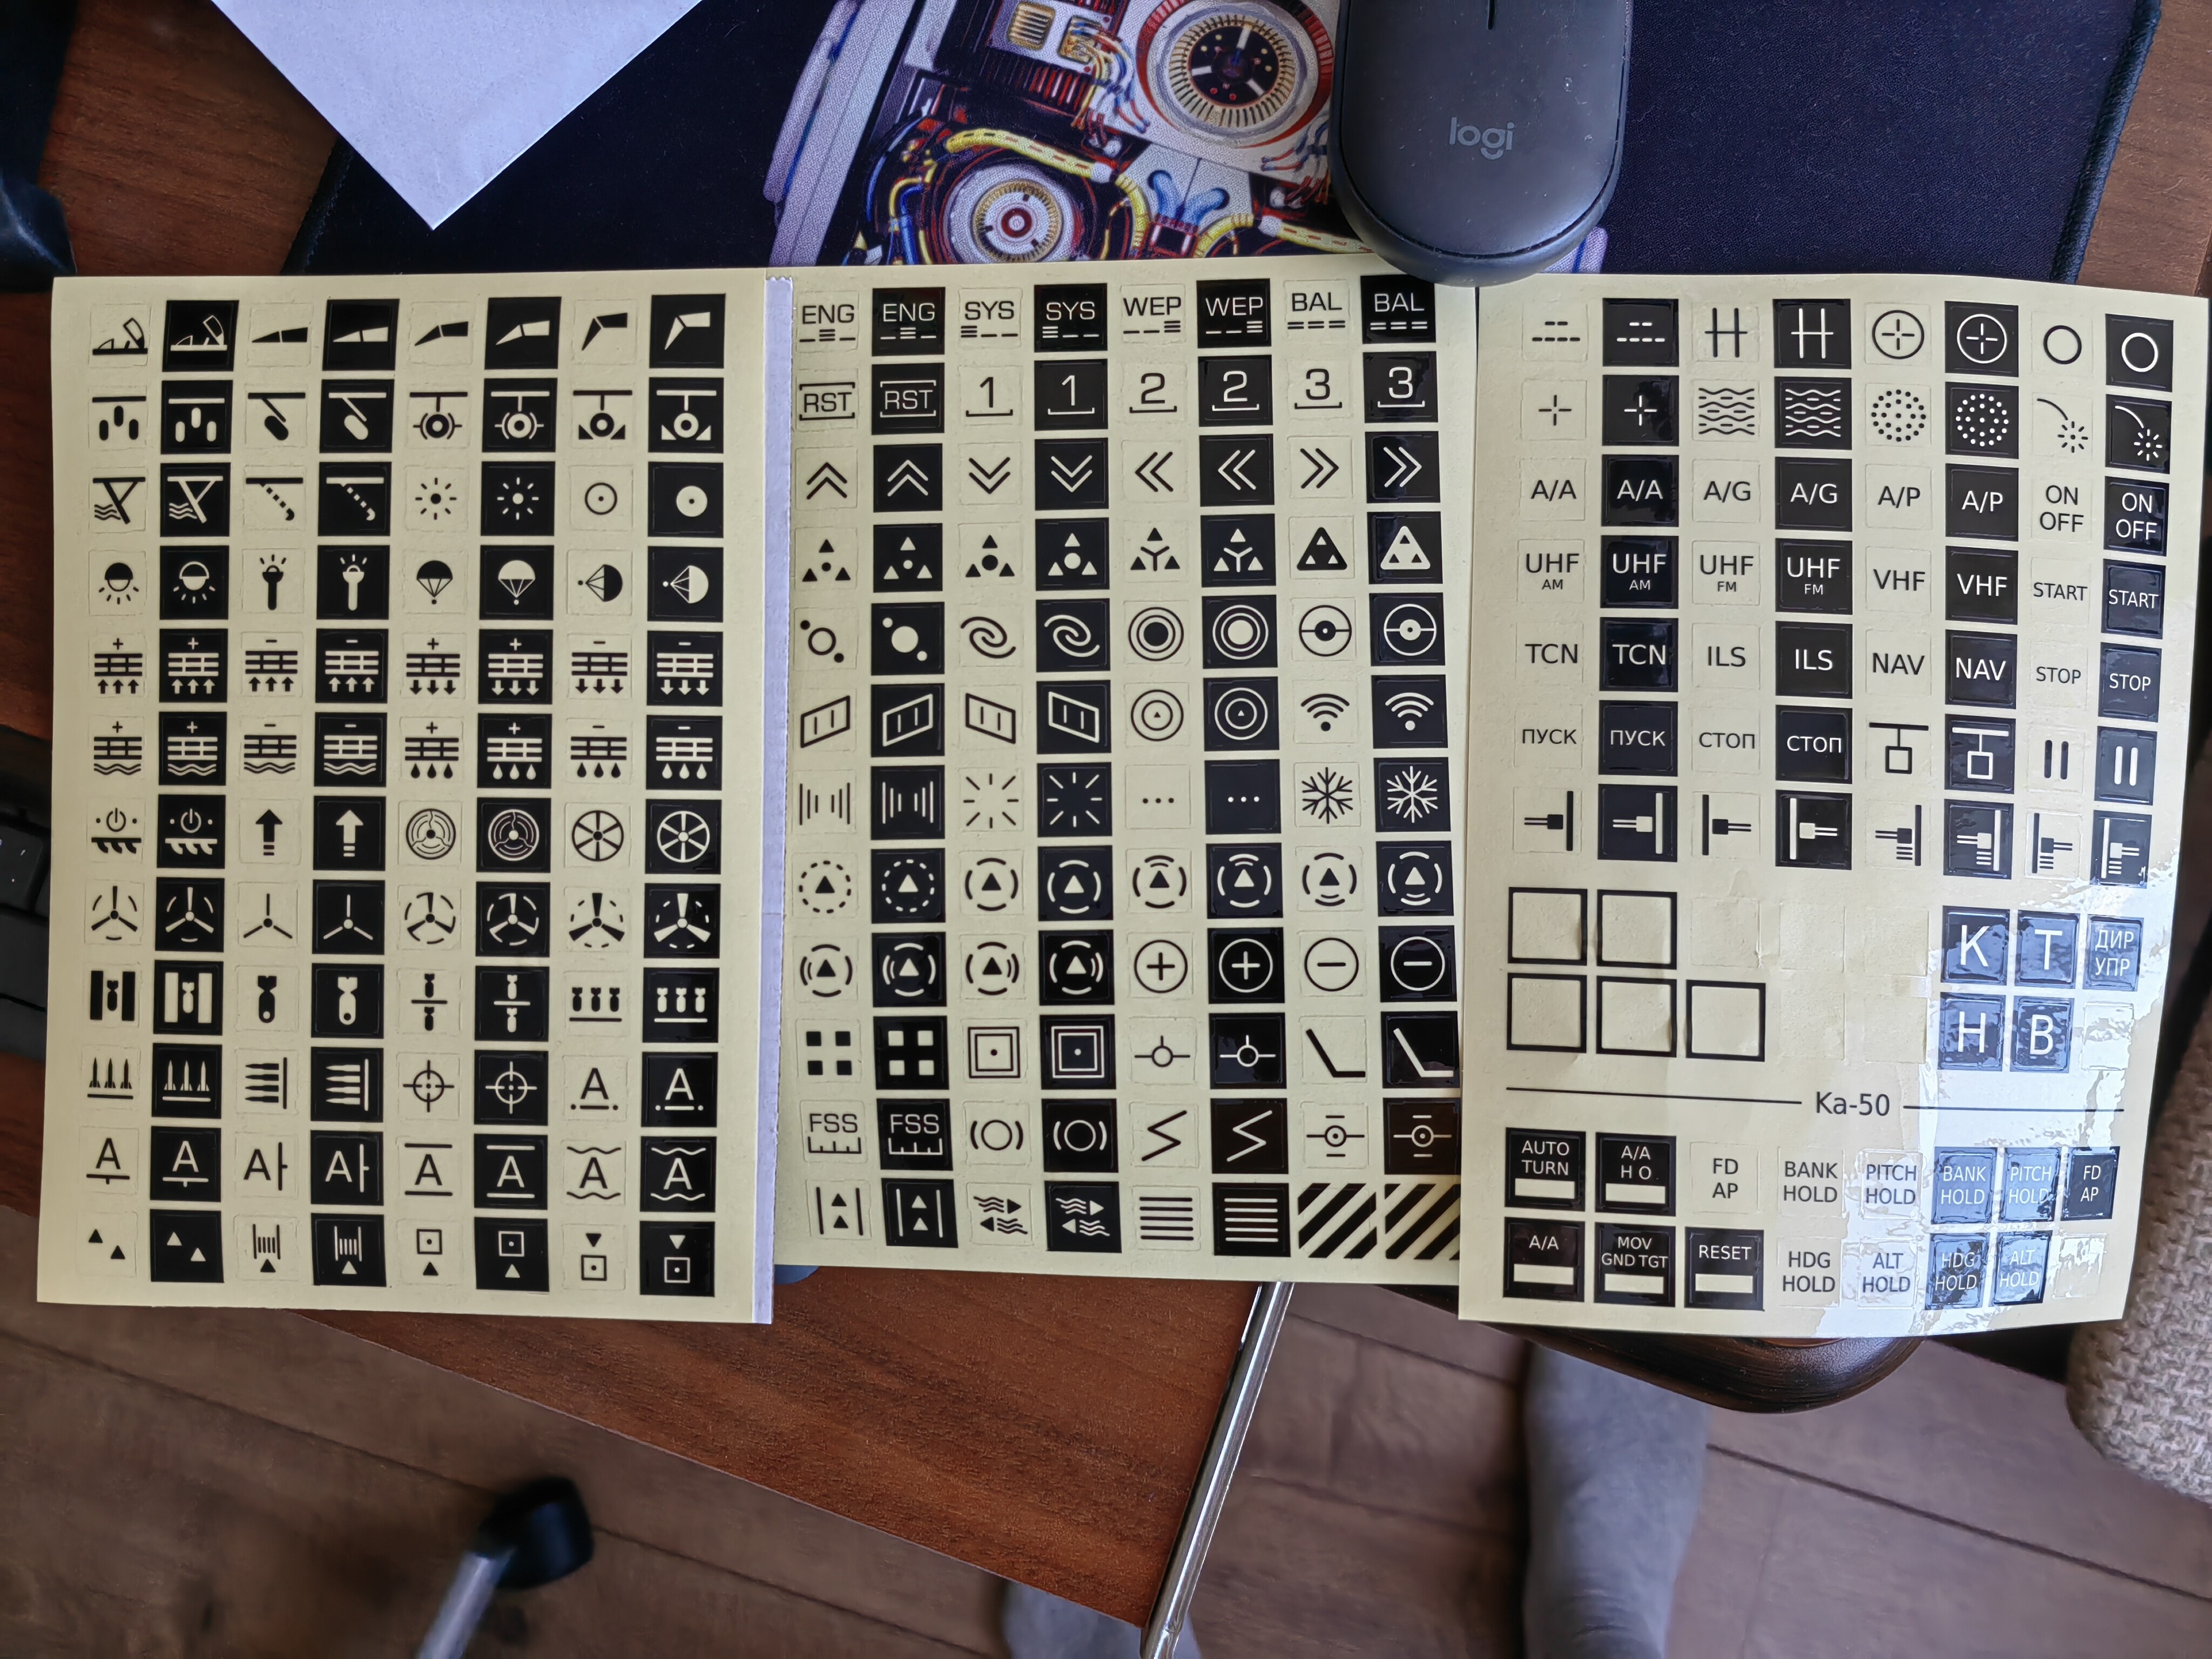 logi
ENG ENG SYS SYS WEP WEP BAL BAL
RST RST 1 1 2 2 3 3
A/A A/A A/G A/G A/P A/P ON OFF ON OFF
UHF AM UHF AM UHF FM UHF FM VHF VHF START START
TCN TCN ILS ILS NAV NAV STOP STOP
ПУСК ПУСК СТОП СТОП
A A
A A A A A A A A
FSS FSS
К Т ДИР УПР
Н В
Ka-50
AUTO TURN A/A H O FD AP BANK HOLD PITCH HOLD BANK HOLD PITCH HOLD FD AP
A/A MOV GND TGT RESET HDG HOLD ALT HOLD HDG HOLD ALT HOLD